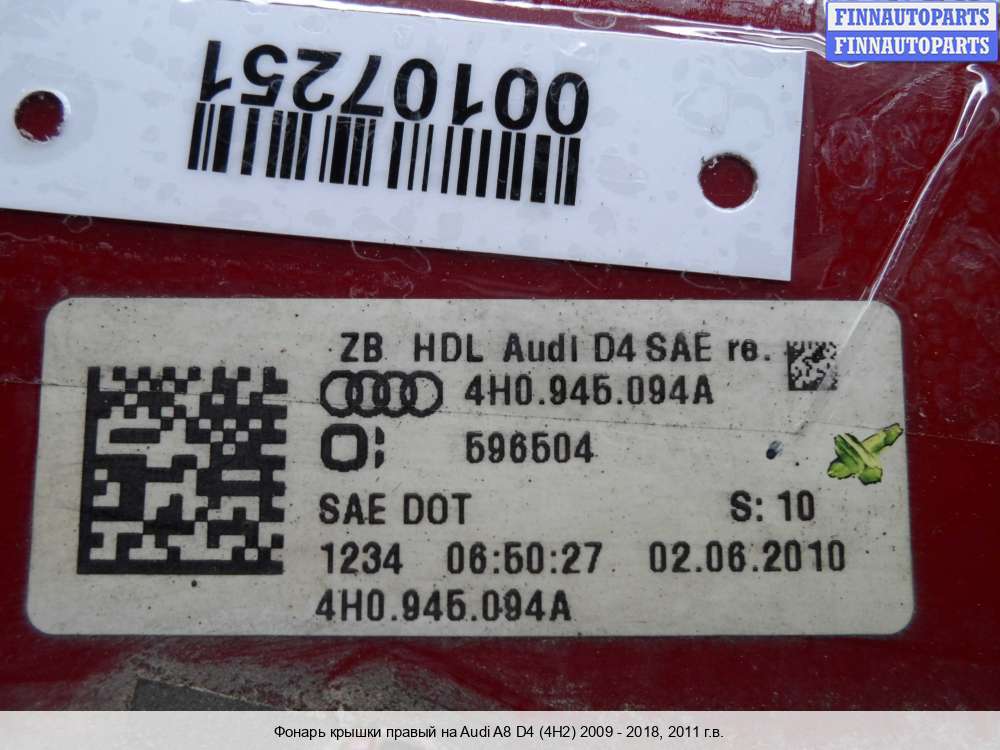 FINNAUTOPARTS
FINNAUTOPARTS
00107251
ZB HDL Audi D4 SAE re.
4H0.945.094A
596504
SAE DOT S: 10
1234 06:50:27 02.06.2010
4H0.945.094A
Фонарь крышки правый на Audi A8 D4 (4H2) 2009 - 2018, 2011 г.в.